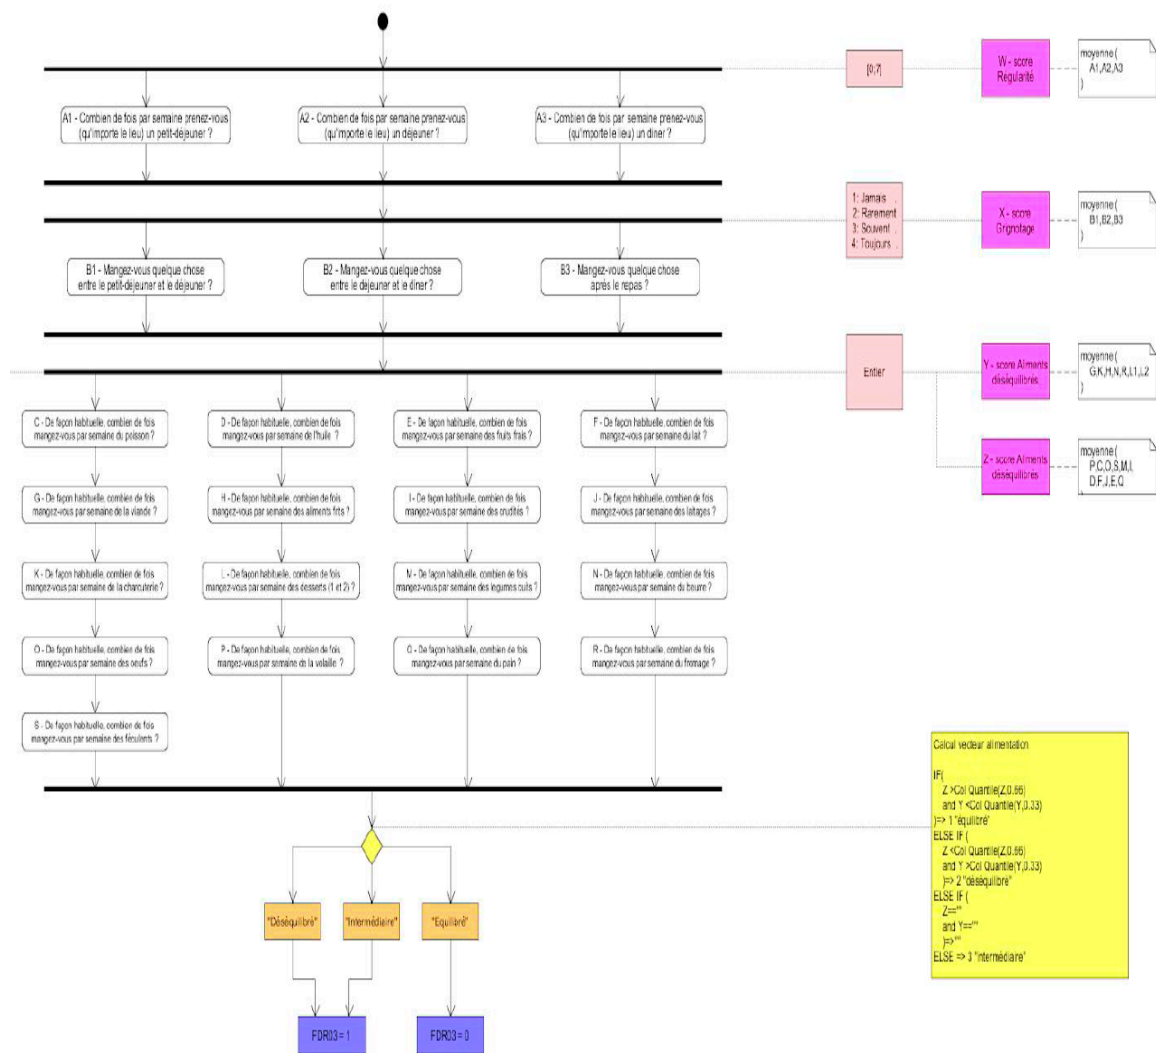 [0;7]
W - score
Régularité
moyenne (
A1,A2,A3
)
A1 - Combien de fois par semaine prenez-vous
(qu'importe le lieu) un petit-déjeuner ?
A2 - Combien de fois par semaine prenez-vous
(qu'importe le lieu) un déjeuner ?
A3 - Combien de fois par semaine prenez-vous
(qu'importe le lieu) un diner ?
1: Jamais .
2: Rarement
3: Souvent .
4: Toujours .
X - score
Grignotage
moyenne (
B1,B2,B3
)
B1 - Mangez-vous quelque chose
entre le petit-déjeuner et le déjeuner ?
B2 - Mangez-vous quelque chose
entre le déjeuner et le diner ?
B3 - Mangez-vous quelque chose
après le repas ?
Entier
Y - score Aliments
déséquilibrés
moyenne (
G,K,H,N,R,L1,L2
)
Z - score Aliments
déséquilibrés
moyenne (
P,C,O,S,M,I,
D,F,J,E,Q
C - De façon habituelle, combien de fois
mangez-vous par semaine du poisson ?
D - De façon habituelle, combien de fois
mangez-vous par semaine de l'huile ?
E - De façon habituelle, combien de fois
mangez-vous par semaine des fruits frais ?
F - De façon habituelle, combien de fois
mangez-vous par semaine du lait ?
G - De façon habituelle, combien de fois
mangez-vous par semaine de la viande ?
H - De façon habituelle, combien de fois
mangez-vous par semaine des aliments frits ?
I - De façon habituelle, combien de fois
mangez-vous par semaine des crudités ?
J - De façon habituelle, combien de fois
mangez-vous par semaine des laitages ?
K - De façon habituelle, combien de fois
mangez-vous par semaine de la charcuterie ?
L - De façon habituelle, combien de fois
mangez-vous par semaine des desserts (1 et 2) ?
M - De façon habituelle, combien de fois
mangez-vous par semaine des légumes cuits ?
N - De façon habituelle, combien de fois
mangez-vous par semaine du beurre ?
O - De façon habituelle, combien de fois
mangez-vous par semaine des oeufs ?
P - De façon habituelle, combien de fois
mangez-vous par semaine de la volaille ?
Q - De façon habituelle, combien de fois
mangez-vous par semaine du pain ?
R - De façon habituelle, combien de fois
mangez-vous par semaine du fromage ?
S - De façon habituelle, combien de fois
mangez-vous par semaine des féculents ?
Calcul vecteur alimentation
IF(
Z >Col Quantile(Z,0.66)
and Y <Col Quantile(Y,0.33)
)=> 1 "équilibré"
ELSE IF (
Z <Col Quantile(Z,0.66)
and Y >Col Quantile(Y,0.33)
)=> 2 "déséquilibré"
ELSE IF (
Z==""
and Y==""
)=>""
ELSE => 3 "intermédiaire"
"Déséquilibré"
"Intermédiaire"
"Equilibré"
FDR03 = 1
FDR03 = 0